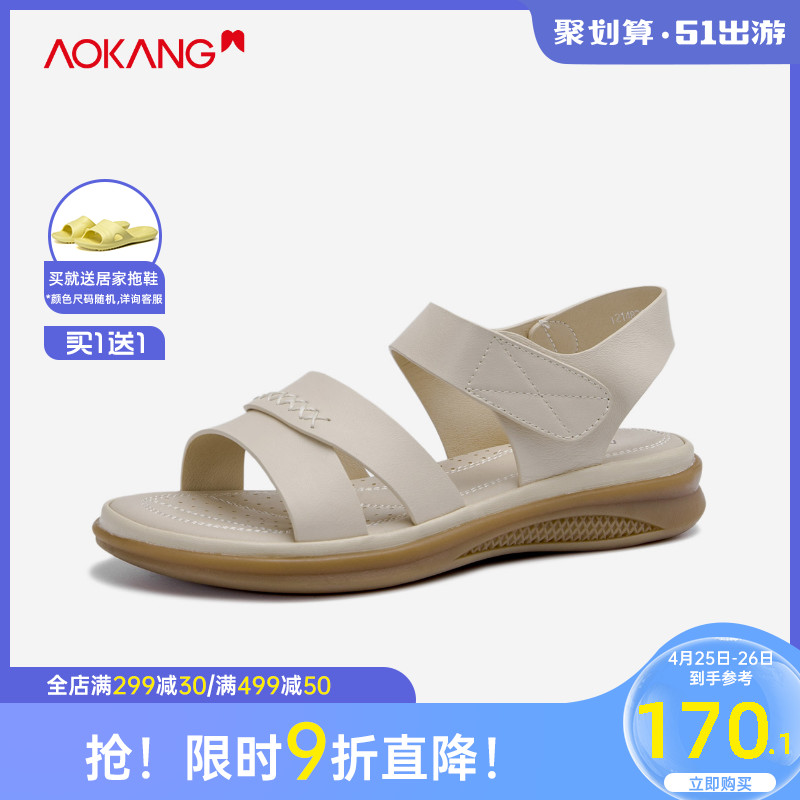 AOKANG
聚划算·51出游
买就送居家拖鞋
*颜色尺码随机,详询客服
买1送1
全店满299减30/满499减50
抢！限时9折直降！
4月25日-26日
到手参考
170.1
立即购买